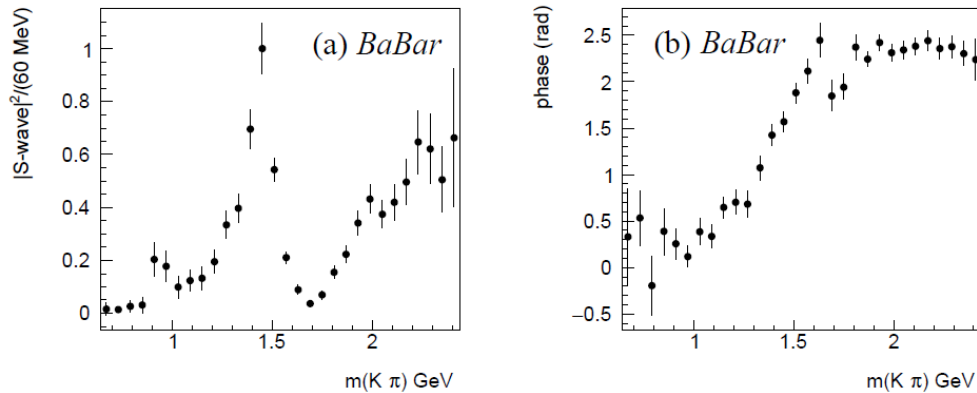 |S-wave|²/(60 MeV)
1
0.8
0.6
0.4
0.2
0
(a) BaBar
1 1.5 2
m(K π) GeV
phase (rad)
2.5
2
1.5
1
0.5
0
−0.5
(b) BaBar
1 1.5 2
m(K π) GeV